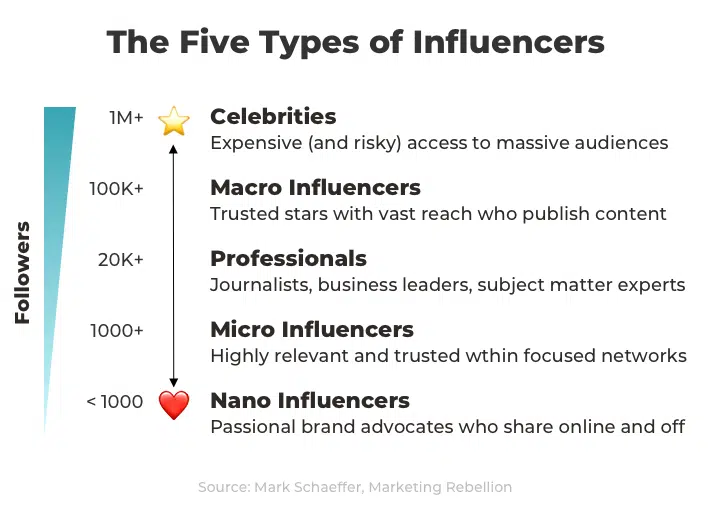 The Five Types of Influencers
Followers
1M+
Celebrities
Expensive (and risky) access to massive audiences
100K+
Macro Influencers
Trusted stars with vast reach who publish content
20K+
Professionals
Journalists, business leaders, subject matter experts
1000+
Micro Influencers
Highly relevant and trusted wthin focused networks
< 1000
Nano Influencers
Passional brand advocates who share online and off
Source: Mark Schaeffer, Marketing Rebellion